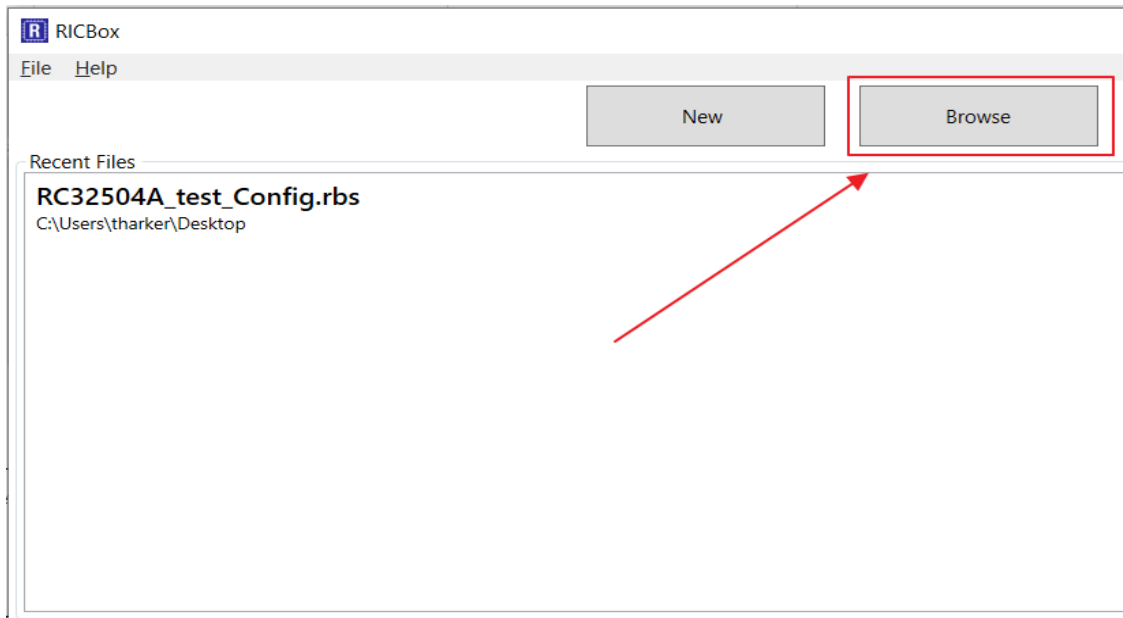 R RICBox
File Help
New Browse
Recent Files
RC32504A_test_Config.rbs
C:\Users\tharker\Desktop